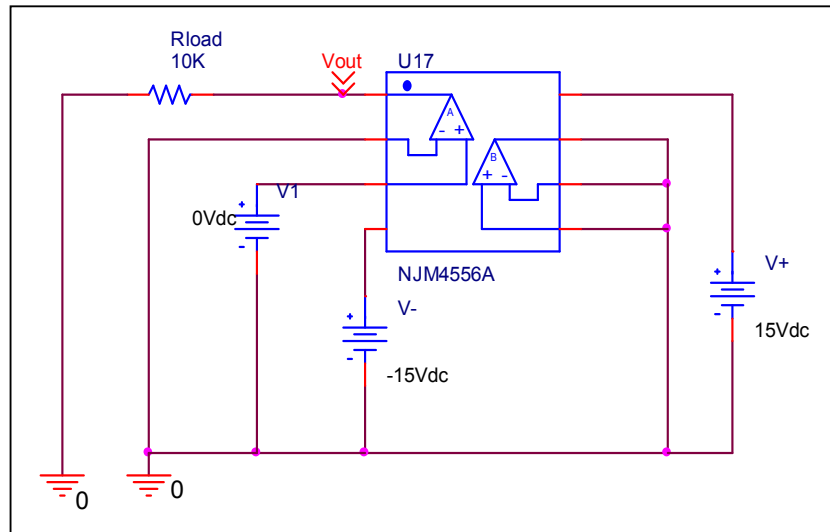 Rload
10K
Vout
U17
A
- +
B
+ -
V1
0Vdc
+
-
NJM4556A
V-
+
-
-15Vdc
V+
+
-
15Vdc
0
0